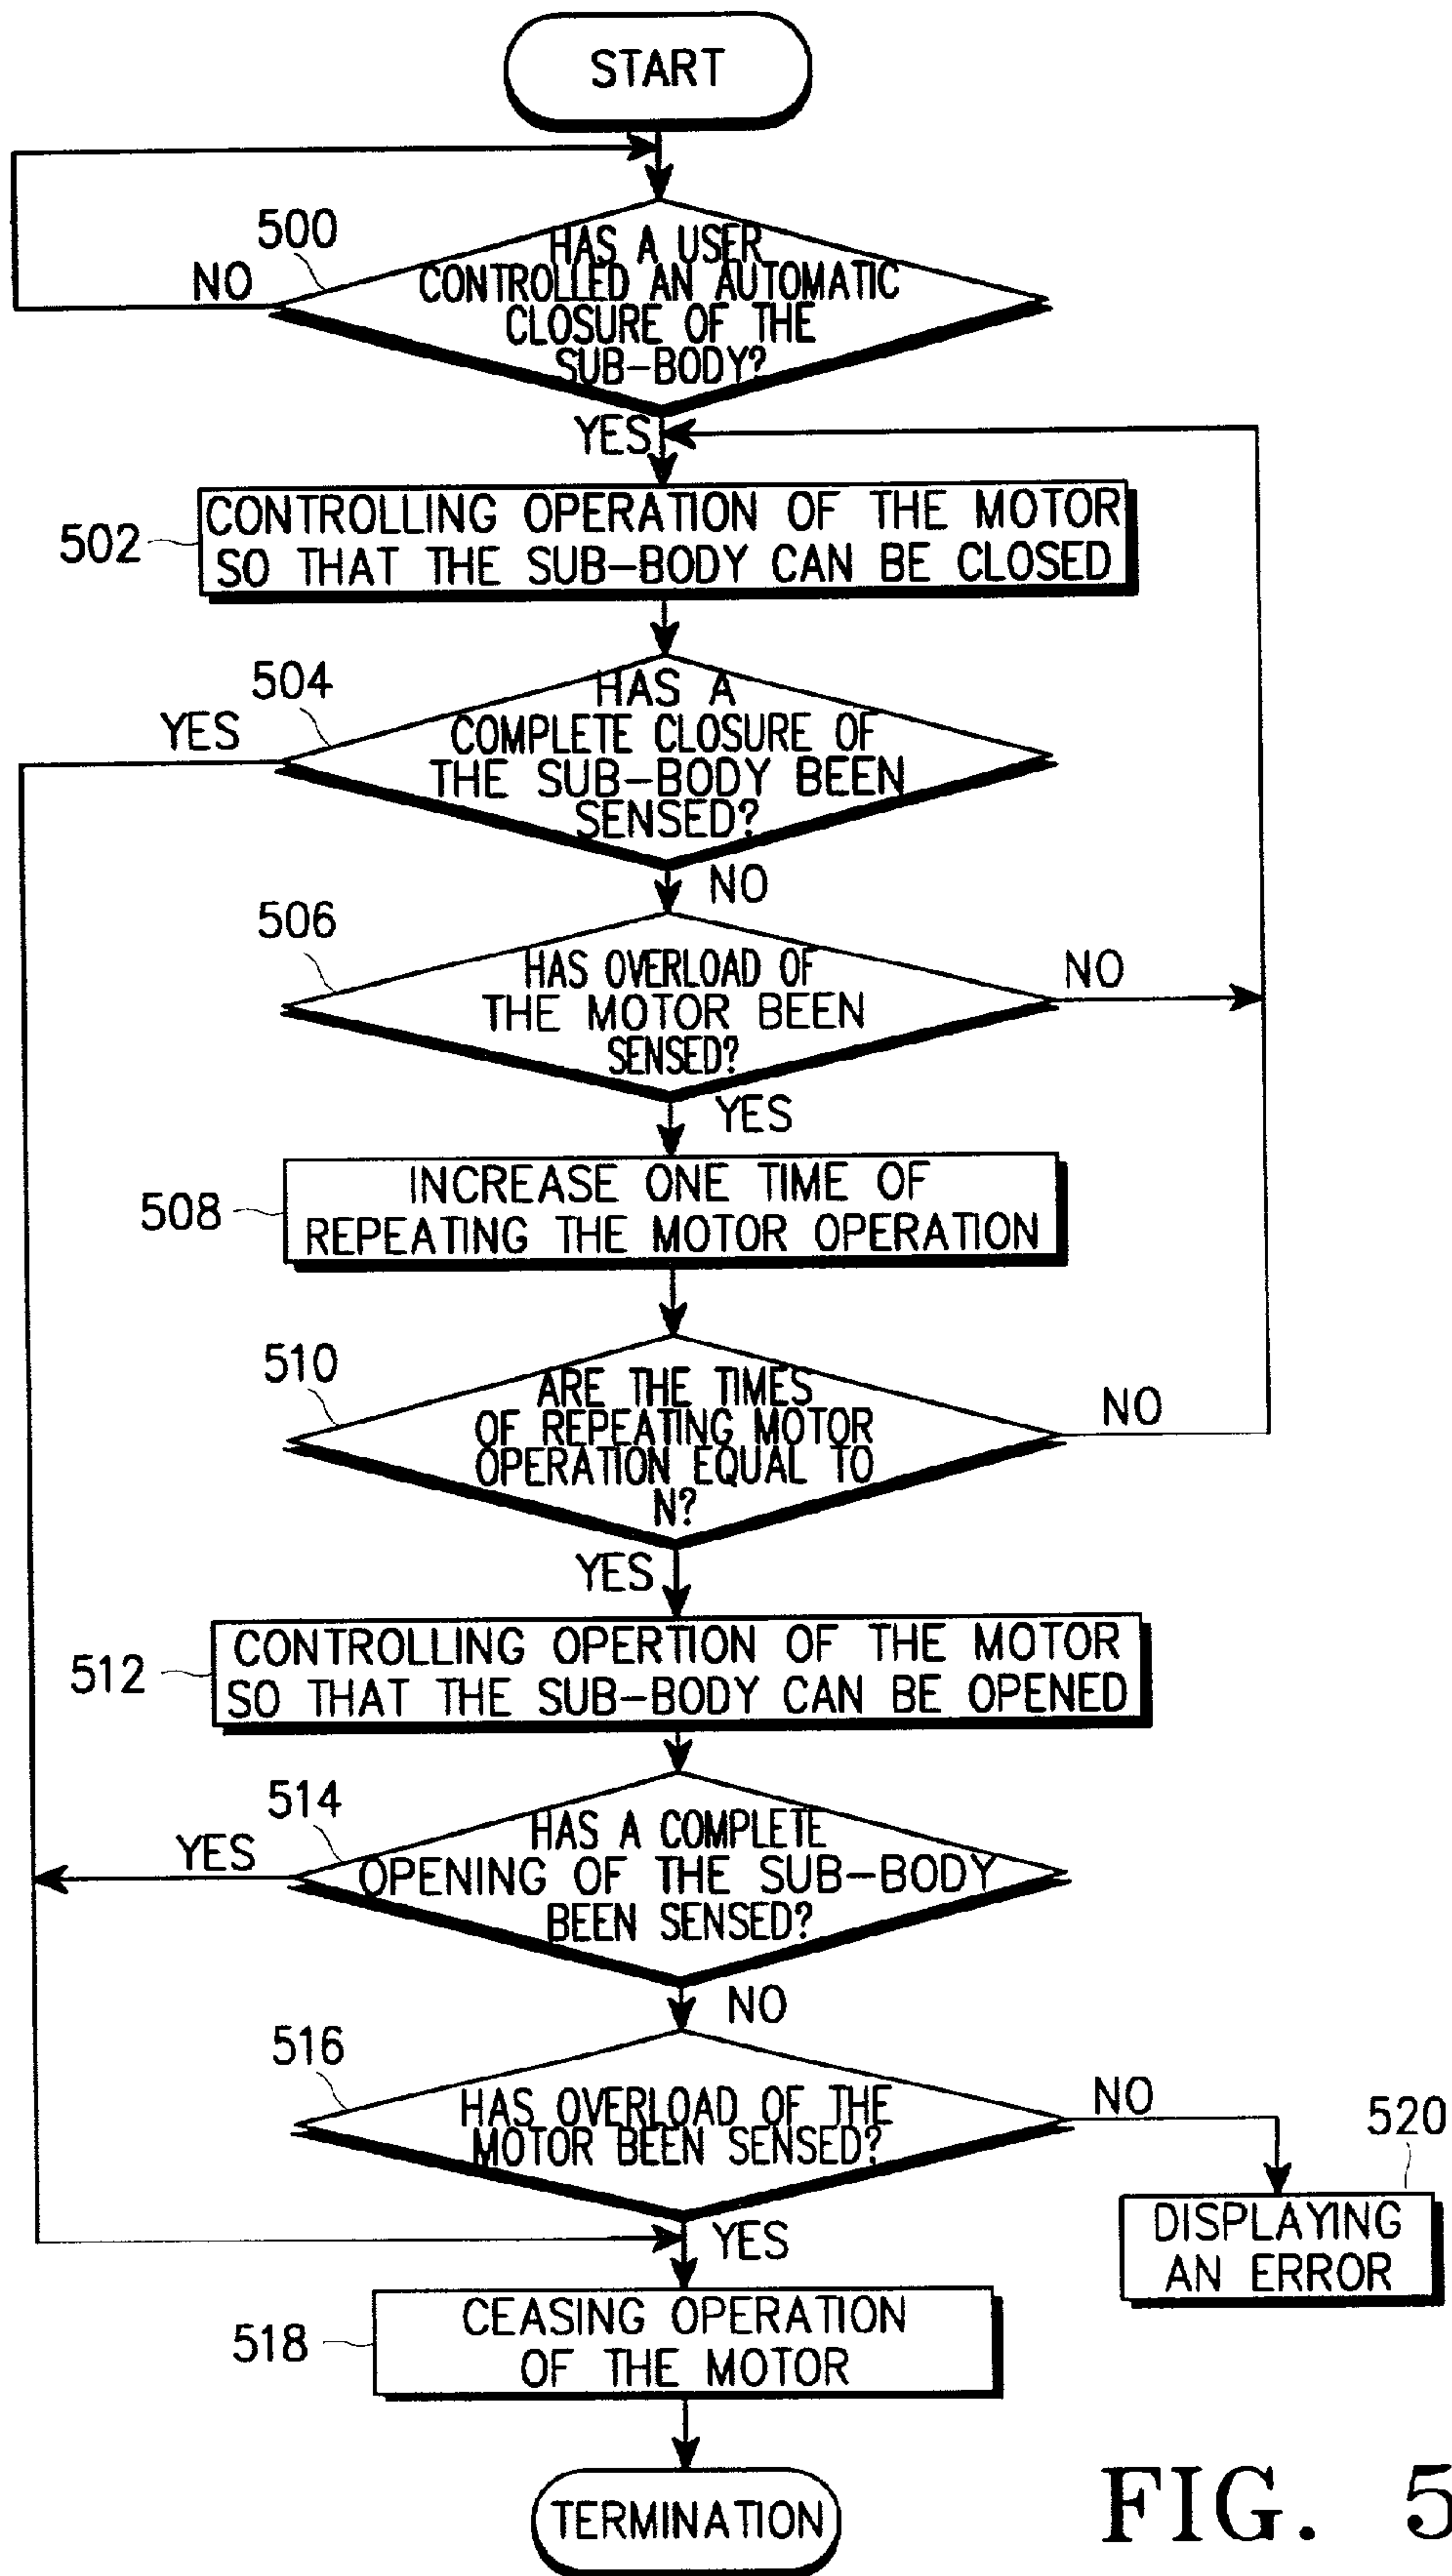 START
500
NO
HAS A USER
CONTROLLED AN AUTOMATIC
CLOSURE OF THE
SUB-BODY?
YES
502
CONTROLLING OPERATION OF THE MOTOR
SO THAT THE SUB-BODY CAN BE CLOSED
504
YES
HAS A
COMPLETE CLOSURE OF
THE SUB-BODY BEEN
SENSED?
NO
506
HAS OVERLOAD OF
THE MOTOR BEEN
SENSED?
NO
YES
508
INCREASE ONE TIME OF
REPEATING THE MOTOR OPERATION
510
ARE THE TIMES
OF REPEATING MOTOR
OPERATION EQUAL TO
N?
NO
YES
512
CONTROLLING OPERTION OF THE MOTOR
SO THAT THE SUB-BODY CAN BE OPENED
514
YES
HAS A COMPLETE
OPENING OF THE SUB-BODY
BEEN SENSED?
NO
516
HAS OVERLOAD OF THE
MOTOR BEEN SENSED?
NO
520
DISPLAYING
AN ERROR
YES
518
CEASING OPERATION
OF THE MOTOR
TERMINATION
FIG. 5